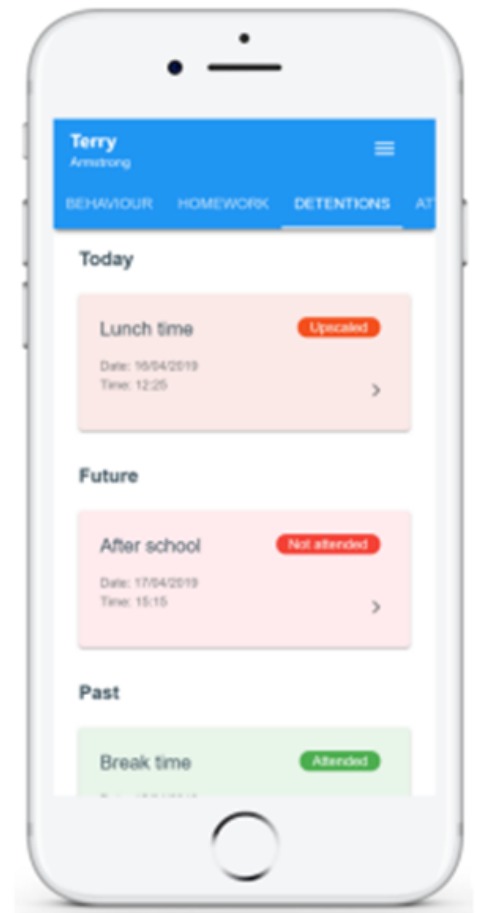 Terry
Armstrong
BEHAVIOUR HOMEWORK DETENTIONS AT
Today
Lunch time Upscaled
Date: 16/04/2019
Time: 12:25
Future
After school Not attended
Date: 17/04/2019
Time: 15:15
Past
Break time Attended